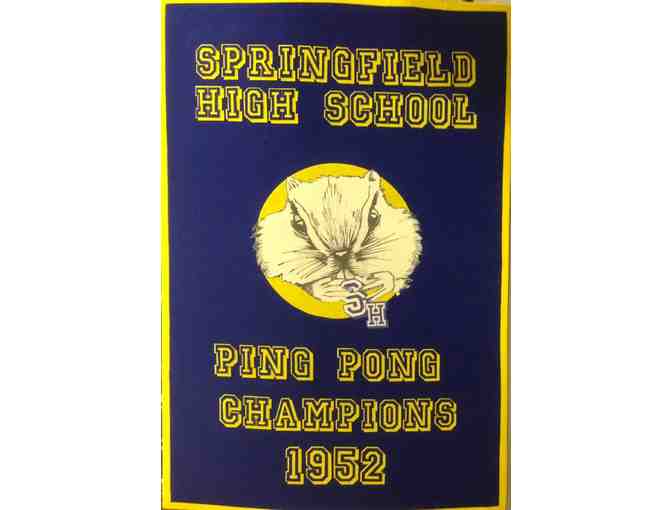 SPRINGFIELD
HIGH SCHOOL
SH
PING PONG
CHAMPIONS
1952